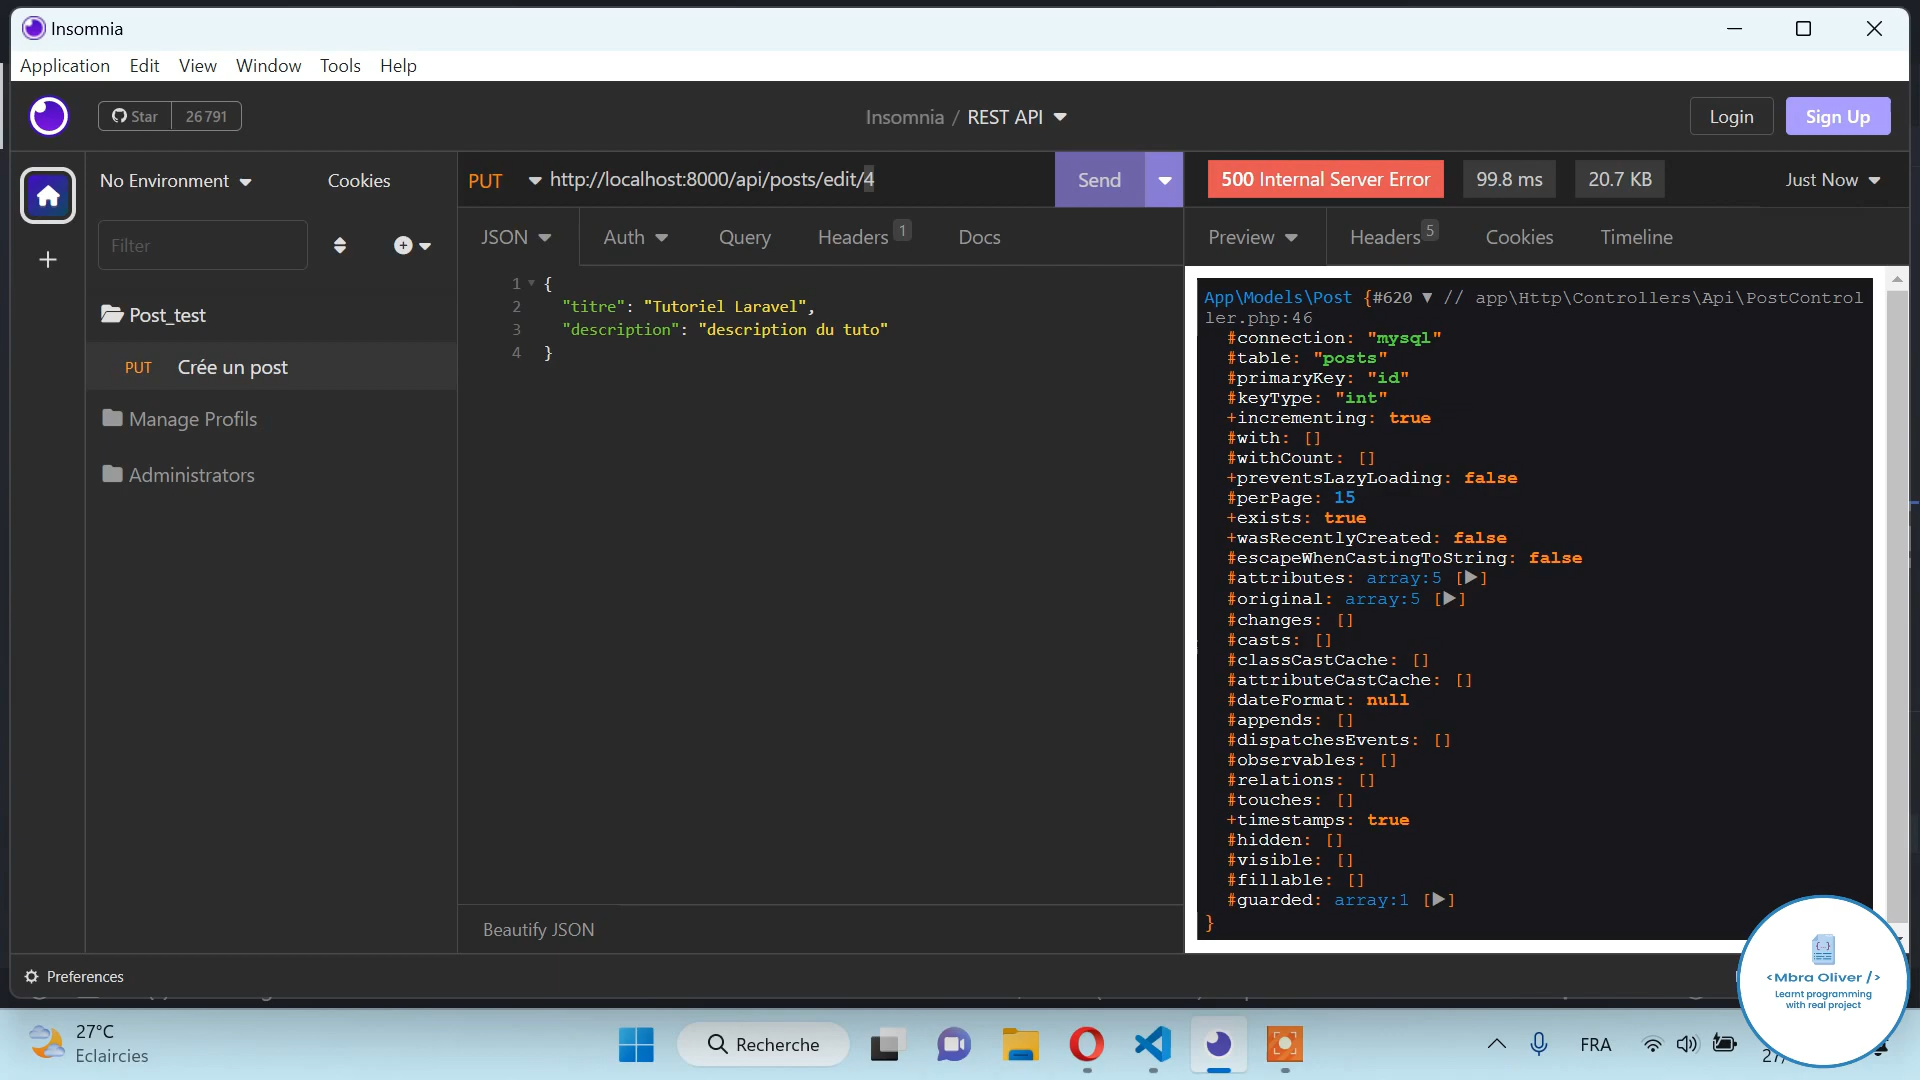 Insomnia
Application Edit View Window Tools Help
Star 26 791
Insomnia / REST API
Login
Sign Up
No Environment
Cookies
PUT http://localhost:8000/api/posts/edit/4
Send
500 Internal Server Error
99.8 ms
20.7 KB
Just Now
Filter
JSON
Auth
Query
Headers 1
Docs
Preview
Headers 5
Cookies
Timeline
Post_test
PUT Crée un post
Manage Profils
Administrators
1 {
2 "titre": "Tutoriel Laravel",
3 "description": "description du tuto"
4 }
Beautify JSON
App\Models\Post {#620 ▼ // app\Http\Controllers\Api\PostControl
ler.php:46
#connection: "mysql"
#table: "posts"
#primaryKey: "id"
#keyType: "int"
+incrementing: true
#with: []
#withCount: []
+preventsLazyLoading: false
#perPage: 15
+exists: true
+wasRecentlyCreated: false
#escapeWhenCastingToString: false
#attributes: array:5 [▶]
#original: array:5 [▶]
#changes: []
#casts: []
#classCastCache: []
#attributeCastCache: []
#dateFormat: null
#appends: []
#dispatchesEvents: []
#observables: []
#relations: []
#touches: []
+timestamps: true
#hidden: []
#visible: []
#fillable: []
#guarded: array:1 [▶]
}
Preferences
{..}
<Mbra Oliver />
Learnt programming
with real project
27°C
Eclaircies
Recherche
FRA